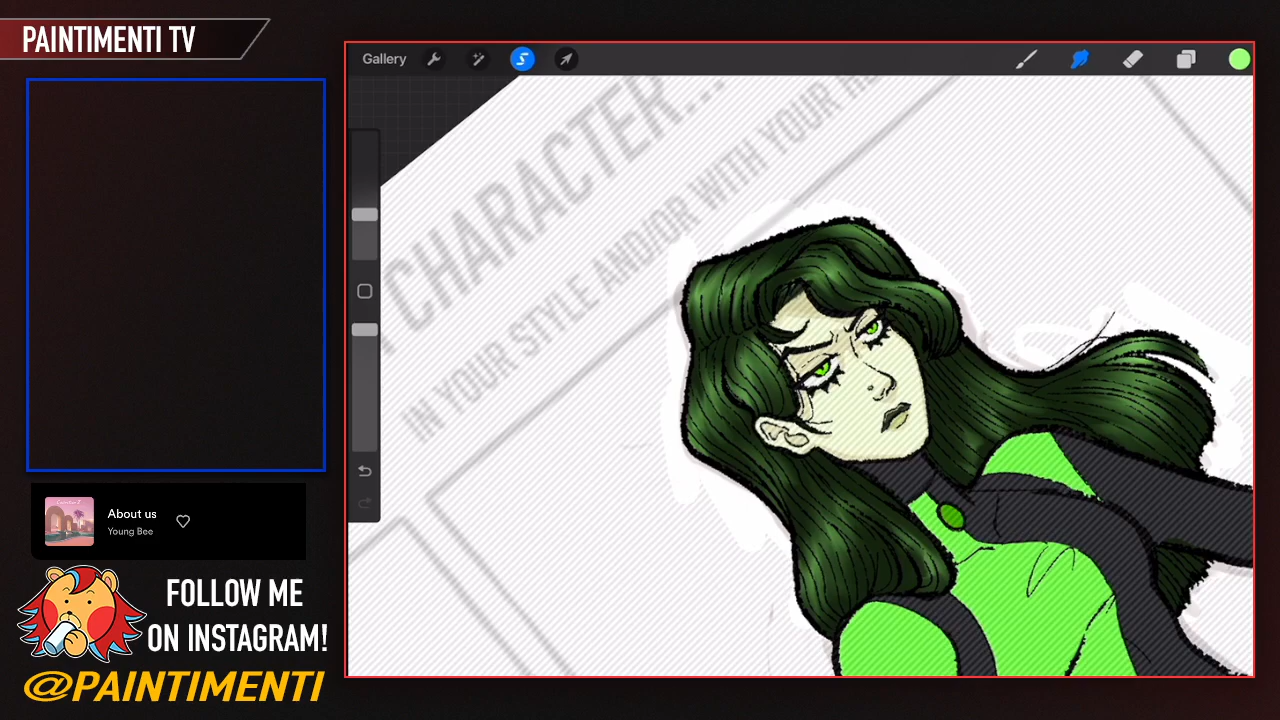 PAINTIMENTI TV
Gallery
CHARACTER...
IN YOUR STYLE AND/OR WITH YOUR
About us
Young Bee
FOLLOW ME
ON INSTAGRAM!
@PAINTIMENTI